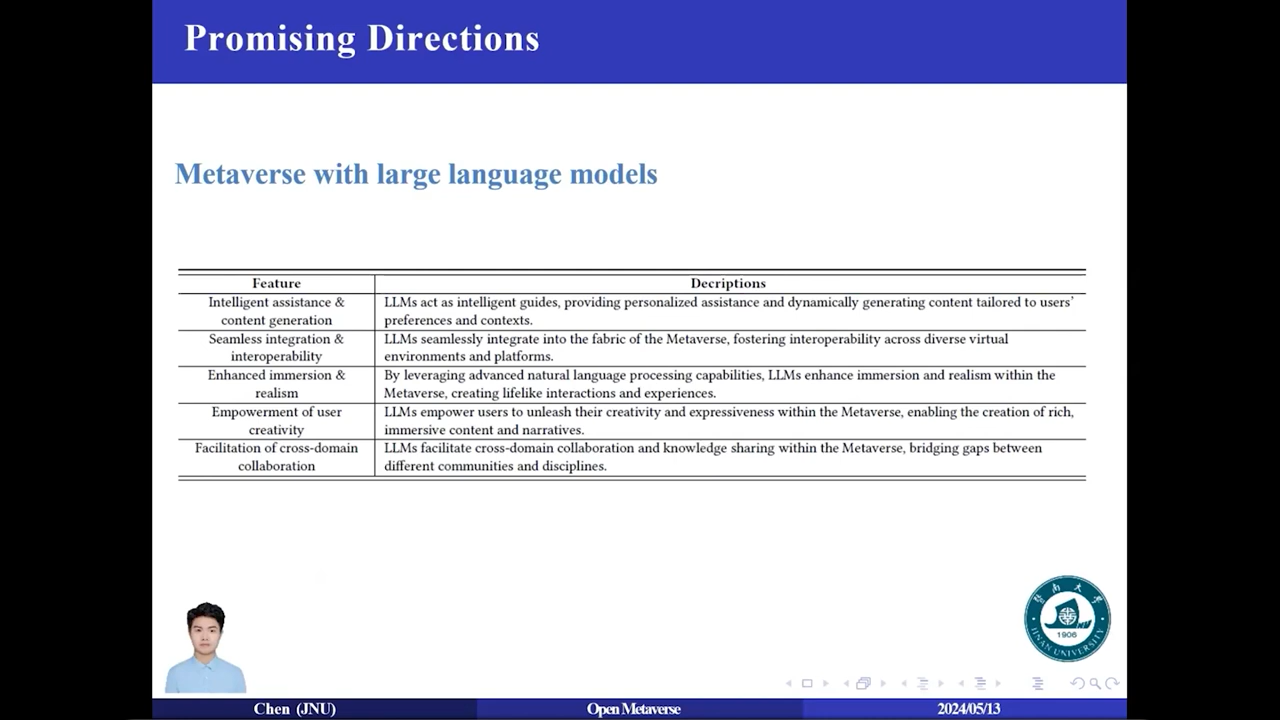 Promising Directions
Metaverse with large language models
Feature Decriptions
Intelligent assistance & content generation LLMs act as intelligent guides, providing personalized assistance and dynamically generating content tailored to users’ preferences and contexts.
Seamless integration & interoperability LLMs seamlessly integrate into the fabric of the Metaverse, fostering interoperability across diverse virtual environments and platforms.
Enhanced immersion & realism By leveraging advanced natural language processing capabilities, LLMs enhance immersion and realism within the Metaverse, creating lifelike interactions and experiences.
Empowerment of user creativity LLMs empower users to unleash their creativity and expressiveness within the Metaverse, enabling the creation of rich, immersive content and narratives.
Facilitation of cross-domain collaboration LLMs facilitate cross-domain collaboration and knowledge sharing within the Metaverse, bridging gaps between different communities and disciplines.
暨南大学
1906
JINAN UNIVERSITY
Chen (JNU) Open Metaverse 2024/05/13